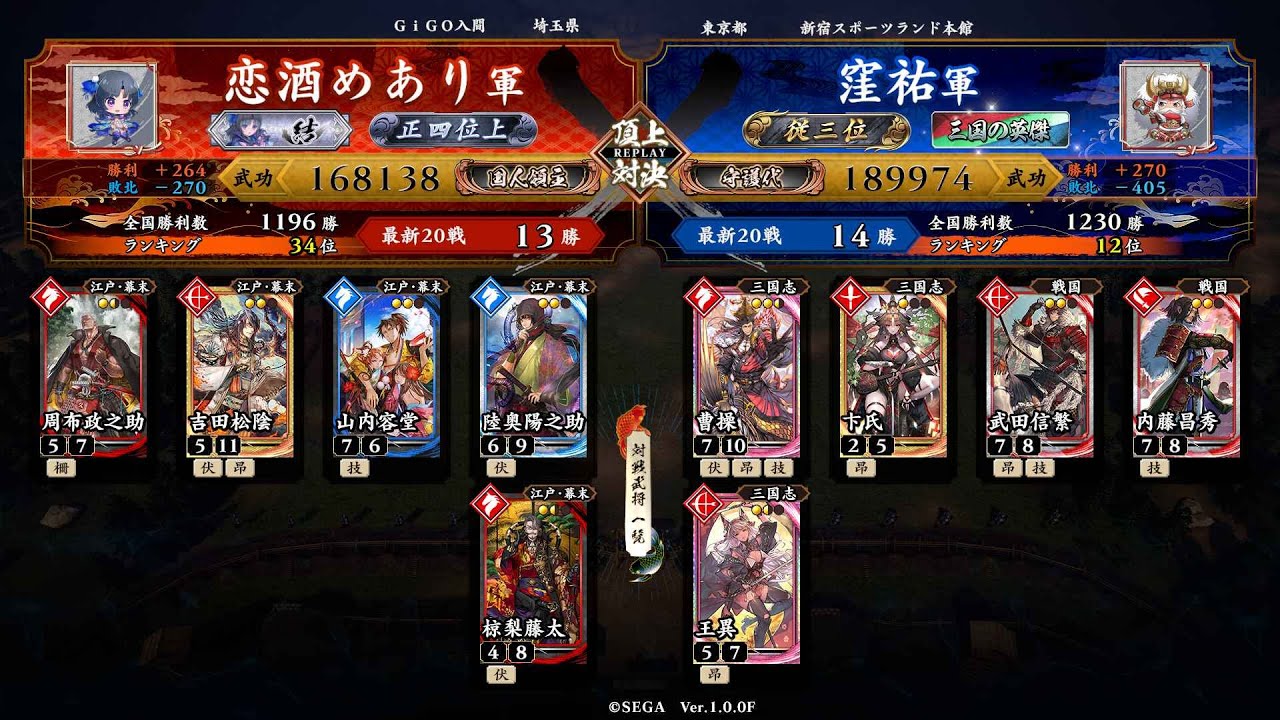 GiGO入間 埼玉県
東京都 新宿スポーツランド本館
恋酒めあり軍
結
正四位上
窪祐軍
従三位
三国の英傑
頂上
REPLAY
対決
勝利 +264
敗北 -270
武功 168138
国人領主
守護代
189974 武功
勝利 +270
敗北 -405
全国勝利数 1196勝
ランキング 34位
最新20戦 13勝
最新20戦 14勝
全国勝利数 1230勝
ランキング 12位
江戸・幕末
周布政之助
5 7
柵
江戸・幕末
吉田松陰
5 11
伏 昂
江戸・幕末
山内容堂
7 6
技
江戸・幕末
陸奥陽之助
6 9
伏
江戸・幕末
椋梨藤太
4 8
伏
対戦武将一覧
三国志
曹操
7 10
伏 昂 技
三国志
卞氏
2 5
昂
戦国
武田信繁
7 8
昂 技
戦国
内藤昌秀
7 8
技
三国志
王異
5 7
昂
©SEGA Ver.1.0.0F